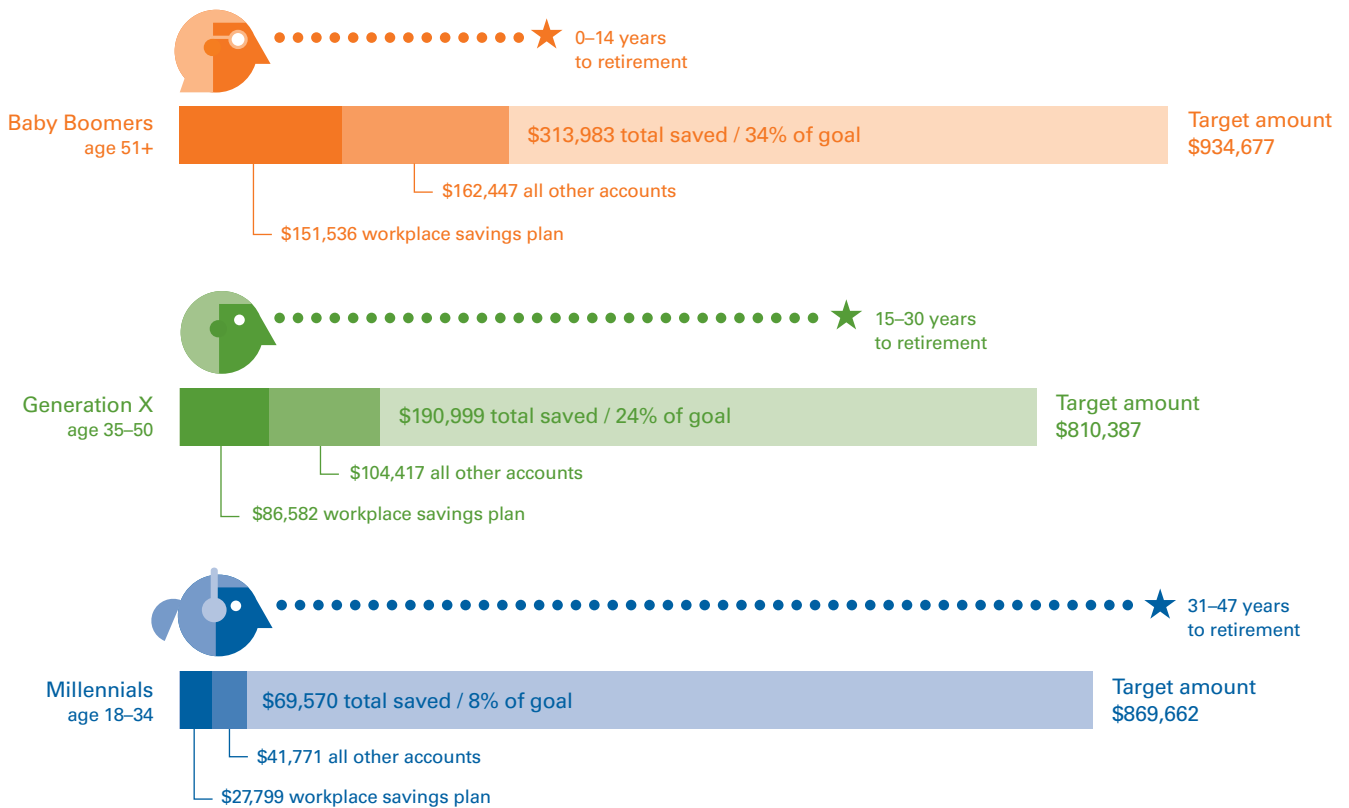 0–14 years
to retirement
Baby Boomers
age 51+
$313,983 total saved / 34% of goal
Target amount
$934,677
$162,447 all other accounts
$151,536 workplace savings plan
15–30 years
to retirement
Generation X
age 35–50
$190,999 total saved / 24% of goal
Target amount
$810,387
$104,417 all other accounts
$86,582 workplace savings plan
31–47 years
to retirement
Millennials
age 18–34
$69,570 total saved / 8% of goal
Target amount
$869,662
$41,771 all other accounts
$27,799 workplace savings plan